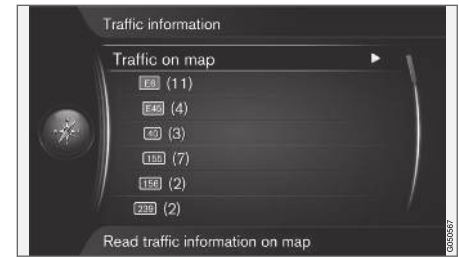 Traffic information
Traffic on map
E6 (11)
E45 (4)
40 (3)
155 (7)
156 (2)
239 (2)
Read traffic information on map
G050567